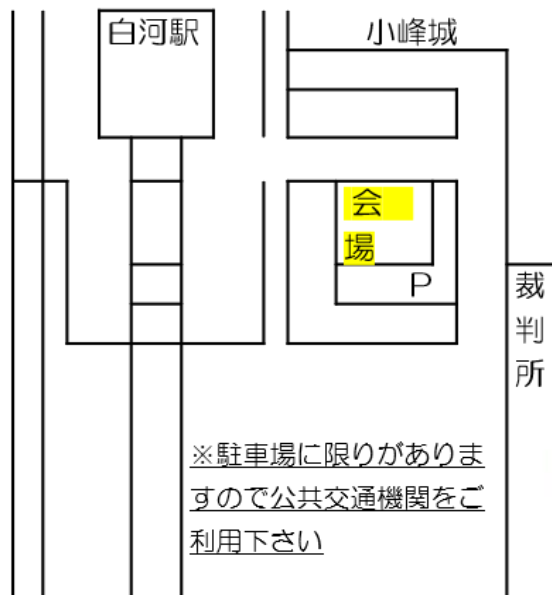 白河駅
小峰城
会
場
P
裁
判
所
※駐車場に限りがありま
すので公共交通機関をご
利用下さい